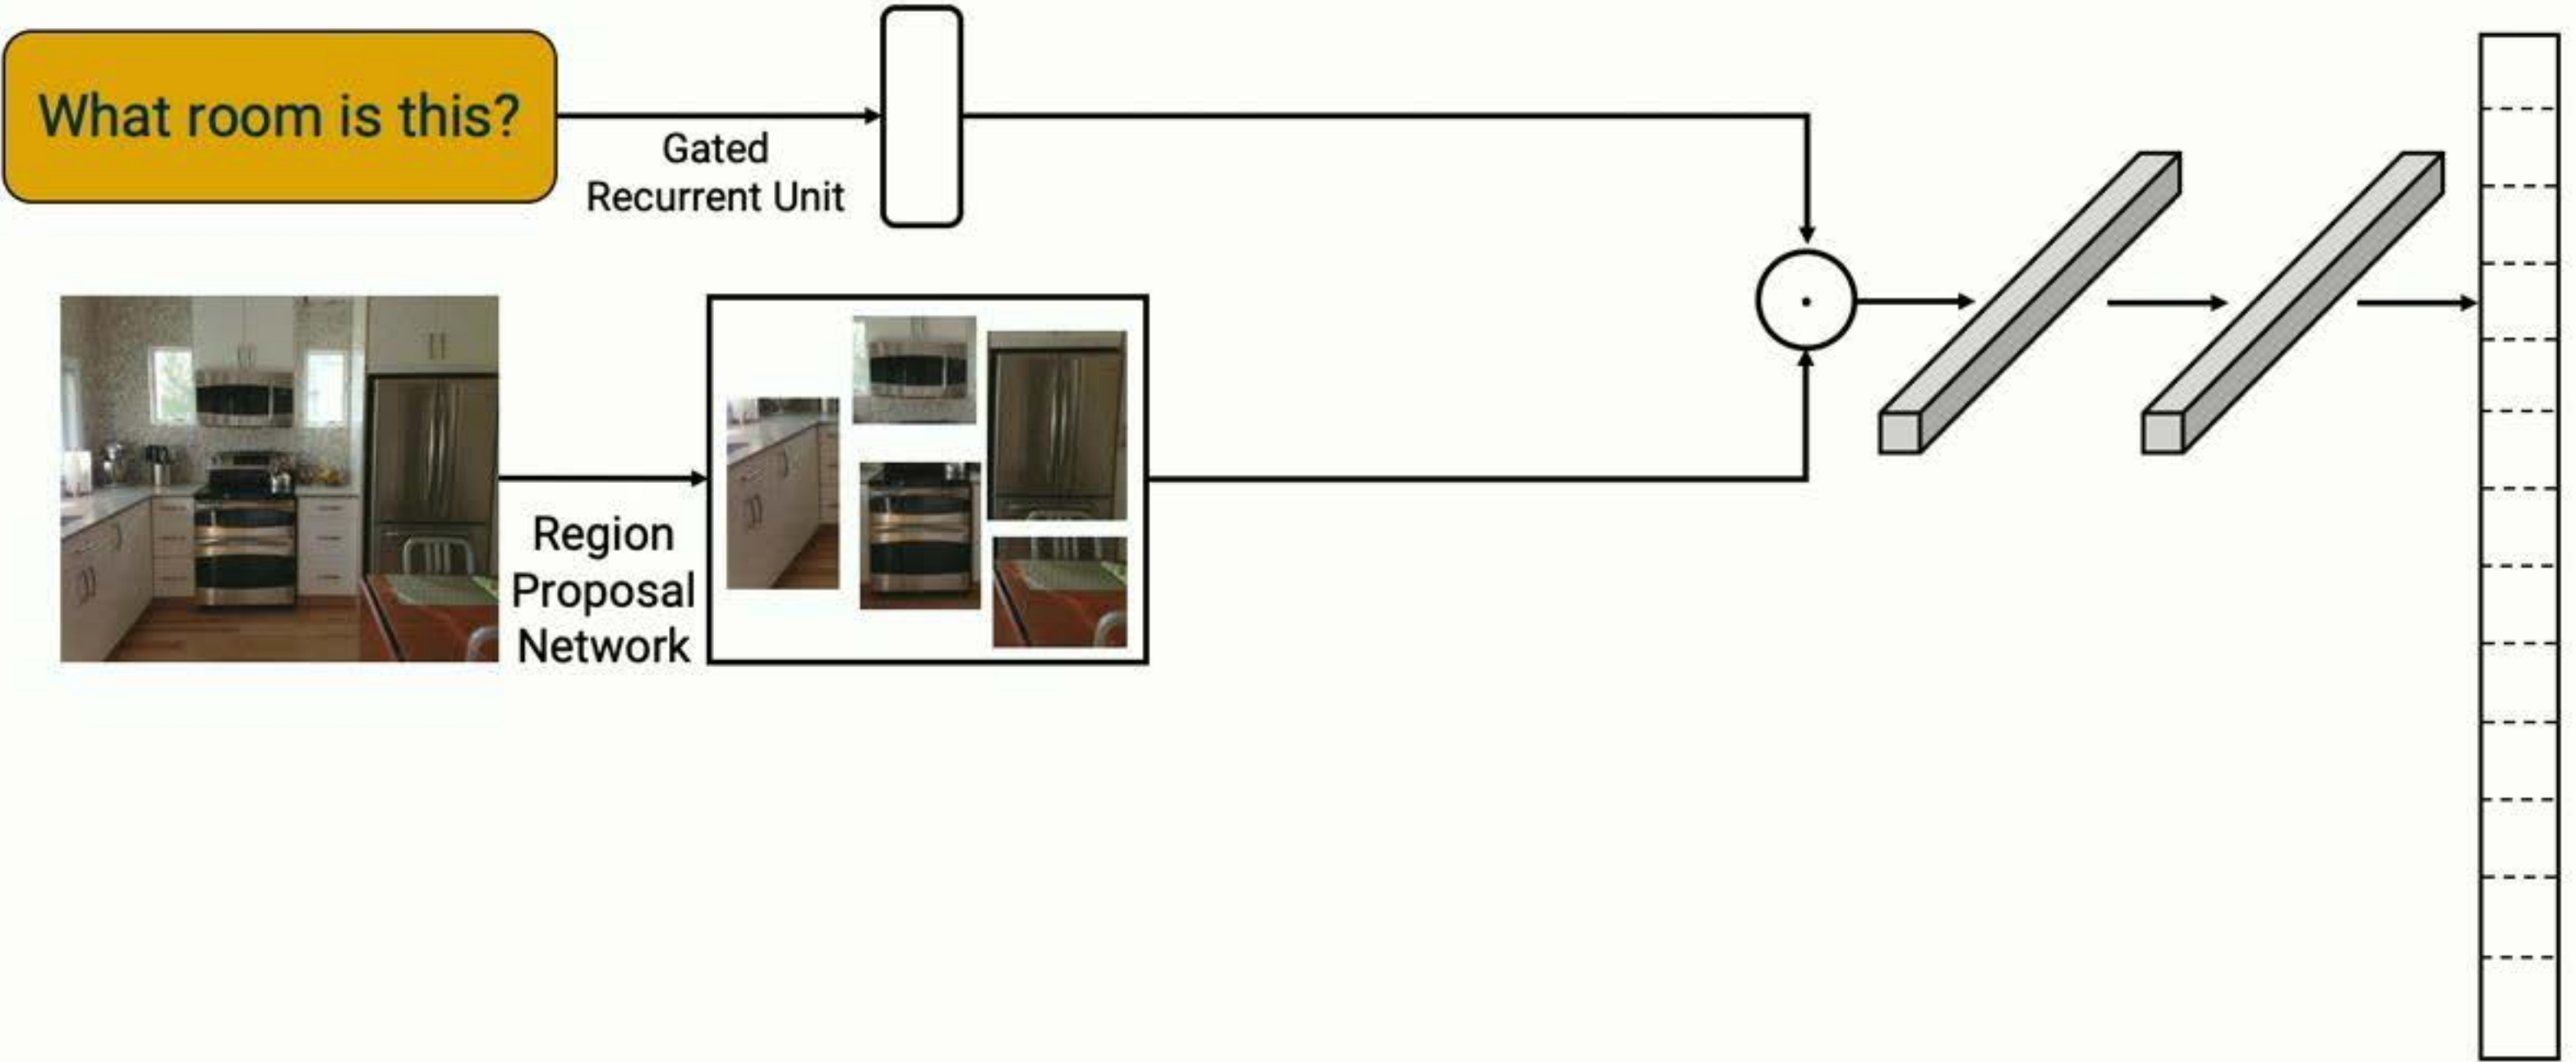 What room is this?
Gated
Recurrent Unit
Region
Proposal
Network